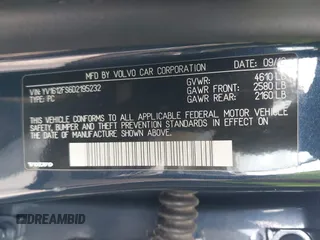 MFD BY VOLVO CAR CORPORATION 09/12
VIN: YV1612FS6D2195232
TYPE: PC
GVWR: 4610 LB
GAWR FRONT: 2580 LB
GAWR REAR: 2160 LB
THIS VEHICLE CONFORMS TO ALL APPLICABLE FEDERAL MOTOR VEHICLE
SAFETY, BUMPER AND THEFT PREVENTION STANDARDS IN EFFECT ON THE
DATE OF MANUFACTURE SHOWN ABOVE.
VOLVO
DREAMBID